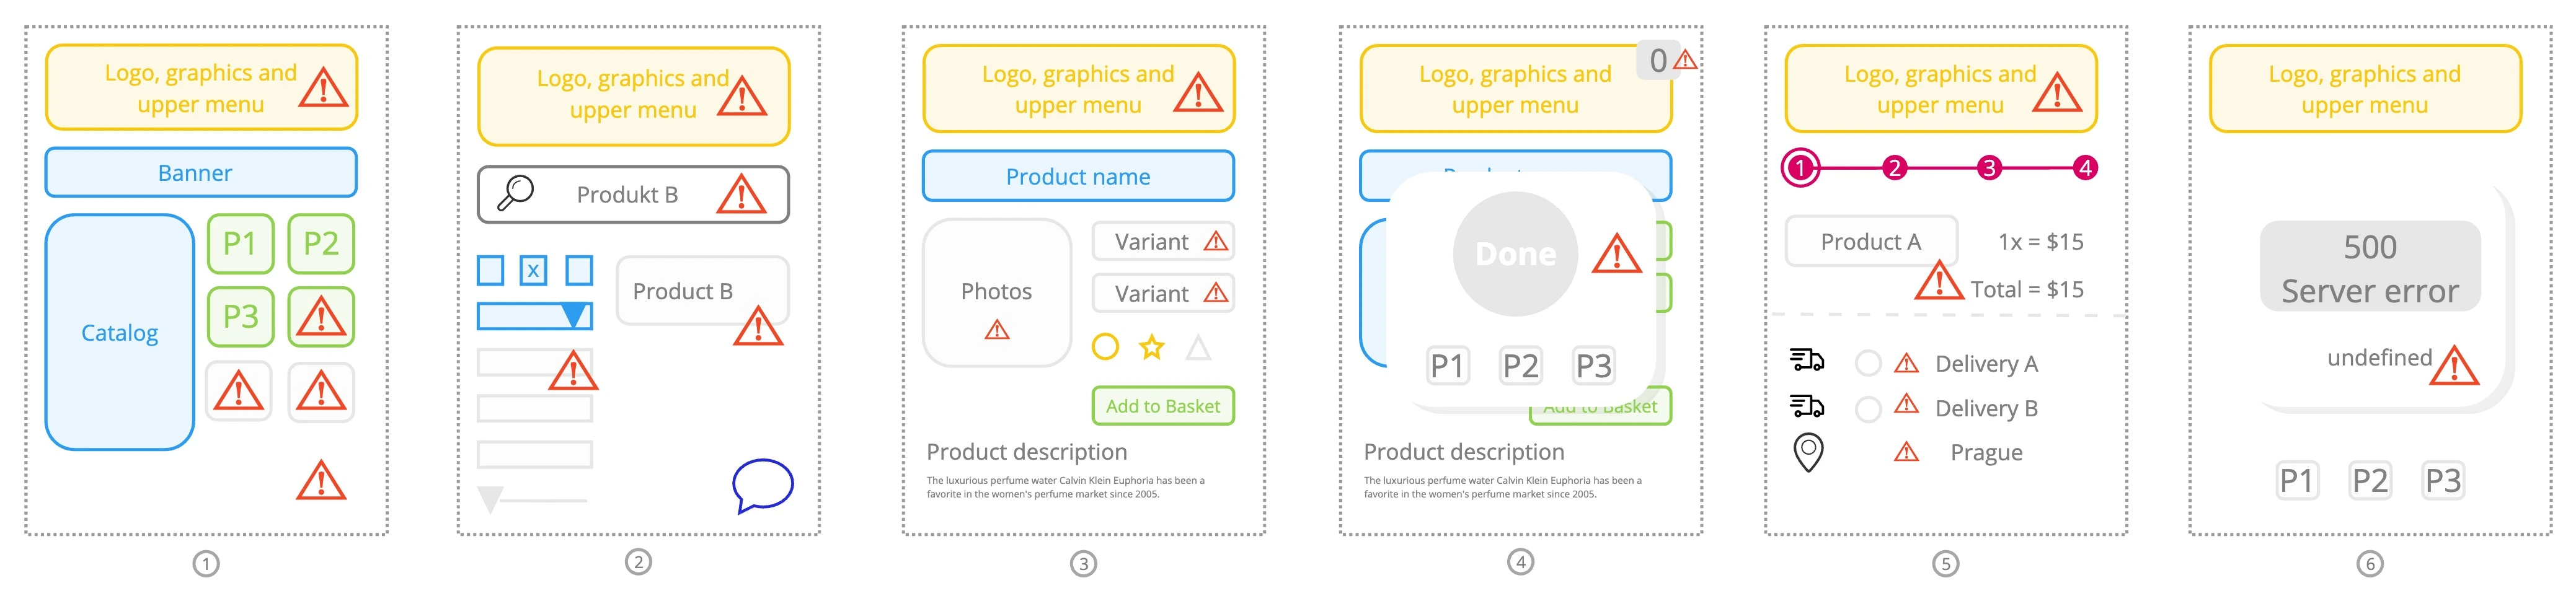 Logo, graphics and
upper menu
Banner
Catalog
P1
P2
P3
1
Logo, graphics and
upper menu
Produkt B
x
Product B
2
Logo, graphics and
upper menu
Product name
Photos
Variant
Variant
Add to Basket
Product description
The luxurious perfume water Calvin Klein Euphoria has been a
favorite in the women's perfume market since 2005.
3
Logo, graphics and
upper menu
0
Done
P1 P2 P3
Add to Basket
Product description
The luxurious perfume water Calvin Klein Euphoria has been a
favorite in the women's perfume market since 2005.
4
Logo, graphics and
upper menu
1 2 3 4
Product A
1x = $15
Total = $15
Delivery A
Delivery B
Prague
5
Logo, graphics and
upper menu
500
Server error
undefined
P1 P2 P3
6